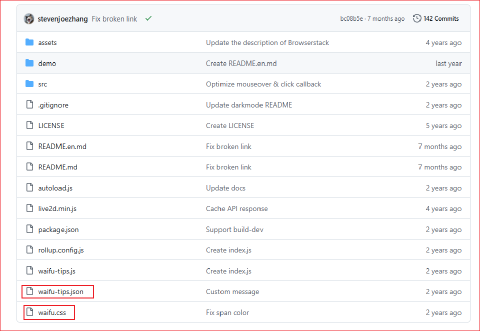 stevenjoezhang Fix broken link bc08b5e · 7 months ago 142 Commits
assets Update the description of Browserstack 4 years ago
demo Create README.en.md last year
src Optimize mouseover & click callback 2 years ago
.gitignore Update darkmode README 2 years ago
LICENSE Create LICENSE 5 years ago
README.en.md Fix broken link 7 months ago
README.md Fix broken link 7 months ago
autoload.js Update docs 2 years ago
live2d.min.js Cache API response 4 years ago
package.json Support build-dev 2 years ago
rollup.config.js Create index.js 2 years ago
waifu-tips.js Create index.js 2 years ago
waifu-tips.json Custom message 2 years ago
waifu.css Fix span color 2 years ago